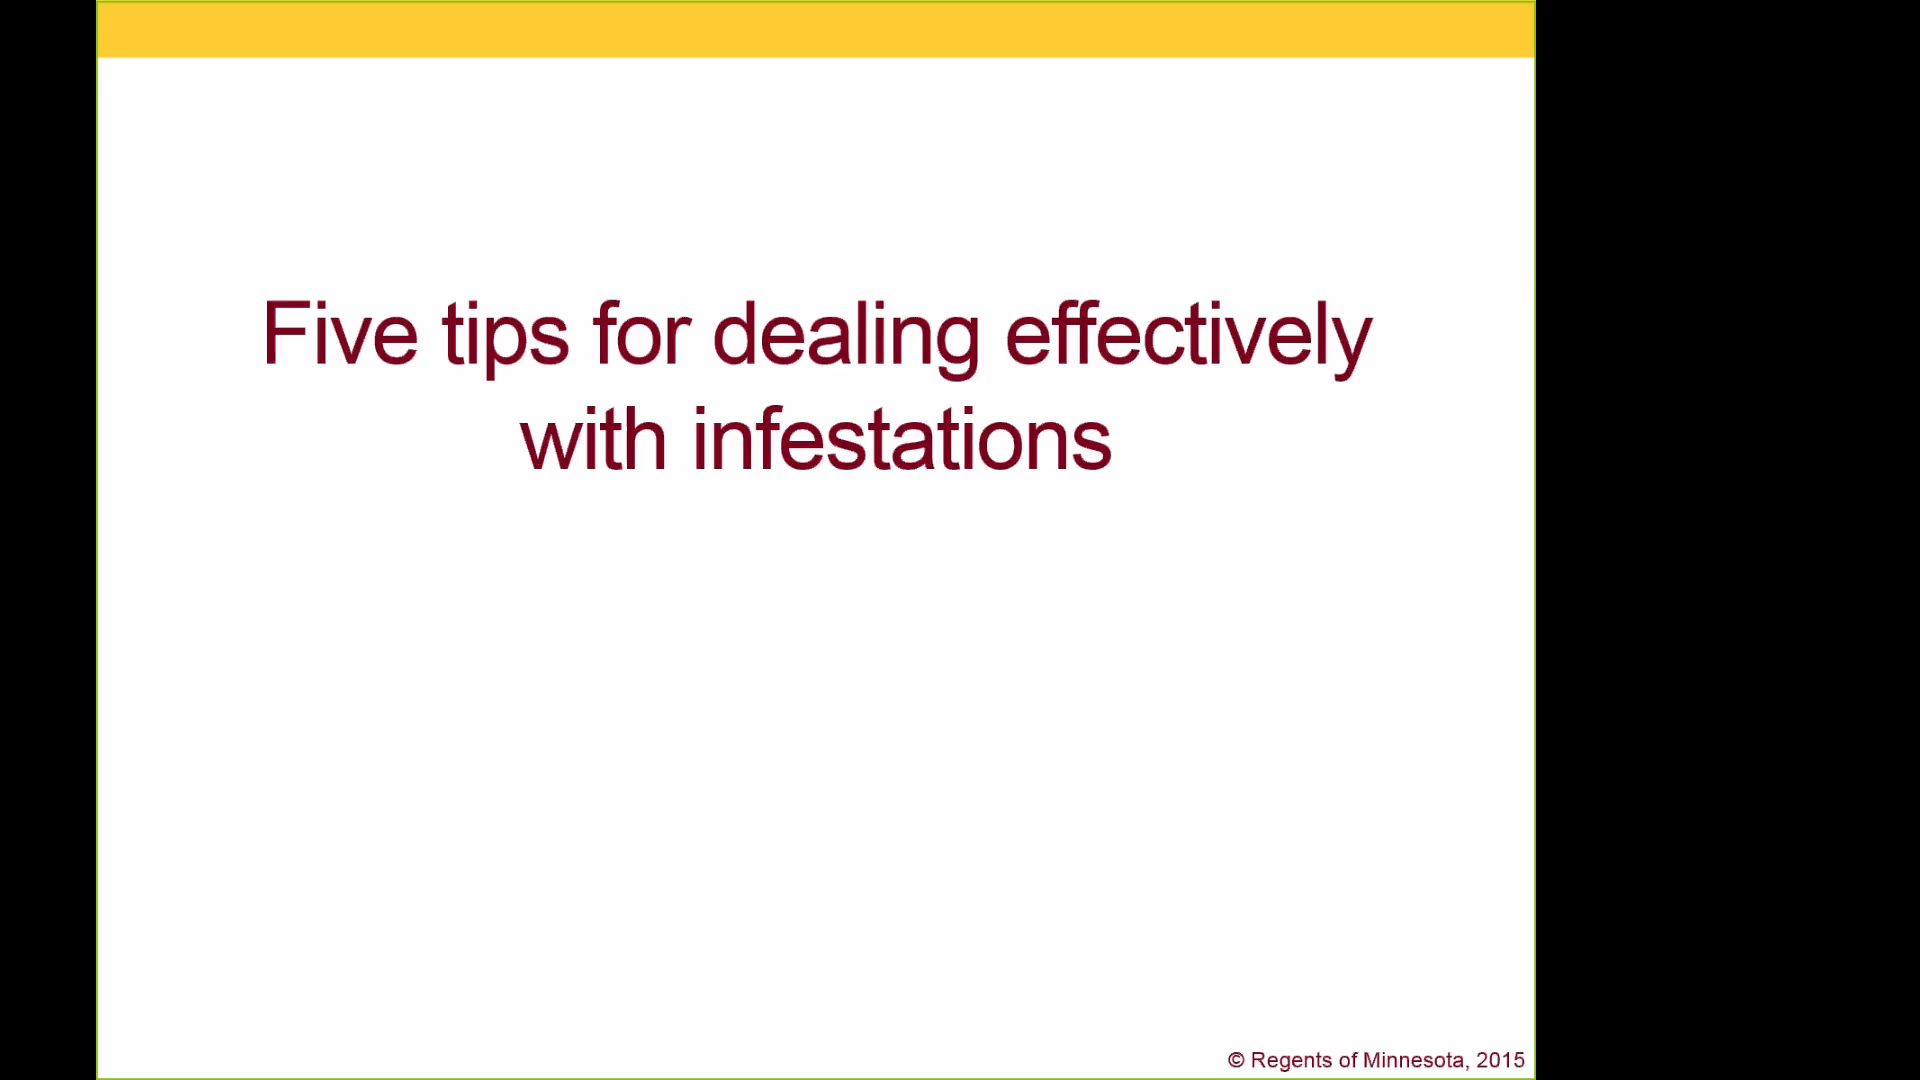 Five tips for dealing effectively
with infestations
© Regents of Minnesota, 2015